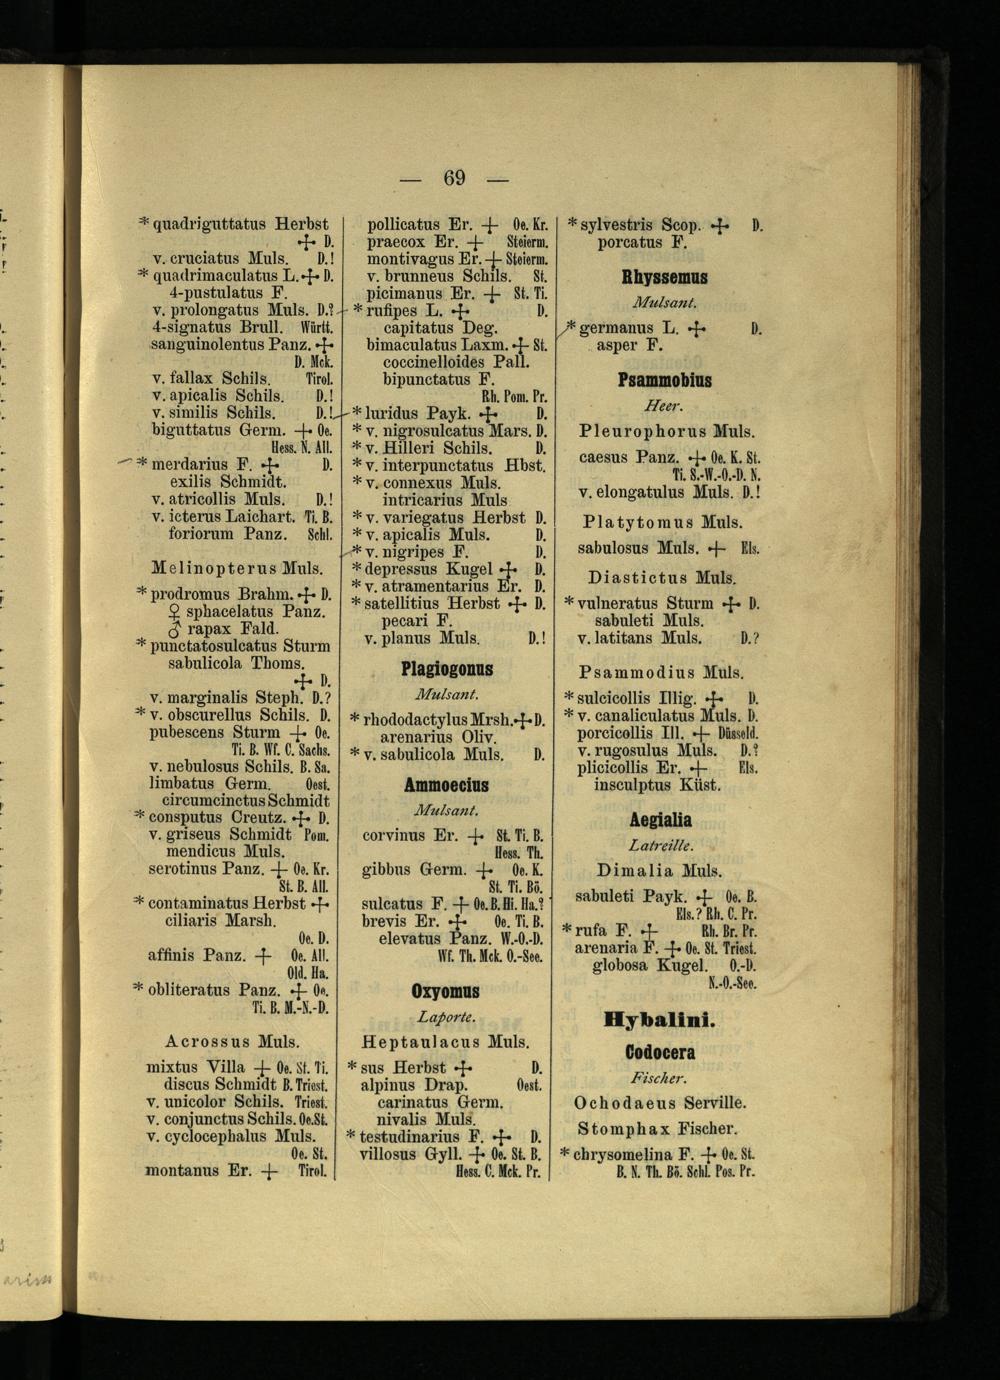 — 69 —
* quadriguttatus Herbst
✢ D.
v. cruciatus Muls. D.!
* quadrimaculatus L. ✢ D.
4-pustulatus F.
v. prolongatus Muls. D.?
4-signatus Brull. Württ.
sanguinolentus Panz. ✢
D. Mck.
v. fallax Schils. Tirol.
v. apicalis Schils. D.!
v. similis Schils. D.!
biguttatus Germ. + Oe.
Hess. N. All.
* merdarius F. ✢ D.
exilis Schmidt.
v. atricollis Muls. D.!
v. icterus Laichart. Ti. B.
foriorum Panz. Schl.
Melinopterus Muls.
* prodromus Brahm. ✢ D.
♀ sphacelatus Panz.
♂ rapax Fald.
* punctatosulcatus Sturm
sabulicola Thoms.
✢ D.
v. marginalis Steph. D.?
* v. obscurellus Schils. D.
pubescens Sturm + Oe.
Ti. B. Wf. C. Sachs.
v. nebulosus Schils. B. Sa.
limbatus Germ. Oest.
circumcinctus Schmidt
* consputus Creutz. ✢ D.
v. griseus Schmidt Pom.
mendicus Muls.
serotinus Panz. + Oe. Kr.
St. B. All.
* contaminatus Herbst ✢
ciliaris Marsh.
Oe. D.
affinis Panz. + Oe. All.
Old. Ha.
* obliteratus Panz. ✢ Oe.
Ti. B. M.-N.-D.
Acrossus Muls.
mixtus Villa + Oe. St. Ti.
discus Schmidt B. Triest.
v. unicolor Schils. Triest.
v. conjunctus Schils. Oe. St.
v. cyclocephalus Muls.
Oe. St.
montanus Er. + Tirol.
pollicatus Er. + Oe. Kr.
praecox Er. + Steierm.
montivagus Er. + Steierm.
v. brunneus Schils. St.
picimanus Er. + St. Ti.
* rufipes L. ✢ D.
capitatus Deg.
bimaculatus Laxm. ✢ St.
coccinelloides Pall.
bipunctatus F.
Rh. Pom. Pr.
* luridus Payk. ✢ D.
* v. nigrosulcatus Mars. D.
* v. Hilleri Schils. D.
* v. interpunctatus Hbst.
* v. connexus Muls.
intricarius Muls
* v. variegatus Herbst D.
* v. apicalis Muls. D.
* v. nigripes F. D.
* depressus Kugel ✢ D.
* v. atramentarius Er. D.
* satellitius Herbst ✢ D.
pecari F.
v. planus Muls. D.!
Plagiogonus
Mulsant.
* rhododactylus Mrsh. ✢ D.
arenarius Oliv.
* v. sabulicola Muls. D.
Ammoecius
Mulsant.
corvinus Er. + St. Ti. B.
Hess. Th.
gibbus Germ. + Oe. K.
St. Ti. Bö.
sulcatus F. + Oe. B. Hi. Ha.?
brevis Er. ✢ Oe. Ti. B.
elevatus Panz. W.-O.-D.
Wf. Th. Mck. O.-See.
Oxyomus
Laporte.
Heptaulacus Muls.
* sus Herbst ✢ D.
alpinus Drap. Oest.
carinatus Germ.
nivalis Muls.
* testudinarius F. ✢ D.
villosus Gyll. ✢ Oe. St. B.
Hess. C. Mck. Pr.
* sylvestris Scop. ✢ D.
porcatus F.
Rhyssemus
Mulsant.
* germanus L. ✢ D.
asper F.
Psammobius
Heer.
Pleurophorus Muls.
caesus Panz. ✢ Oe. K. St.
Ti. S.-W.-O.-D. N.
v. elongatulus Muls. D.!
Platytomus Muls.
sabulosus Muls. + Els.
Diastictus Muls.
* vulneratus Sturm ✢ D.
sabuleti Muls.
v. latitans Muls. D.?
Psammodius Muls.
* sulcicollis Illig. ✢ D.
* v. canaliculatus Muls. D.
porcicollis Ill. + Düsseld.
v. rugosulus Muls. D.?
plicicollis Er. + Els.
insculptus Küst.
Aegialia
Latreille.
Dimalia Muls.
sabuleti Payk. ✢ Oe. B.
Els.? Rh. C. Pr.
* rufa F. ✢ Rh. Br. Pr.
arenaria F. ✢ Oe. St. Triest.
globosa Kugel. O.-D.
N.-O.-See.
Hybalini.
Codocera
Fischer.
Ochodaeus Serville.
Stomphax Fischer.
* chrysomelina F. ✢ Oe. St.
B. N. Th. Bö. Schl. Pos. Pr.